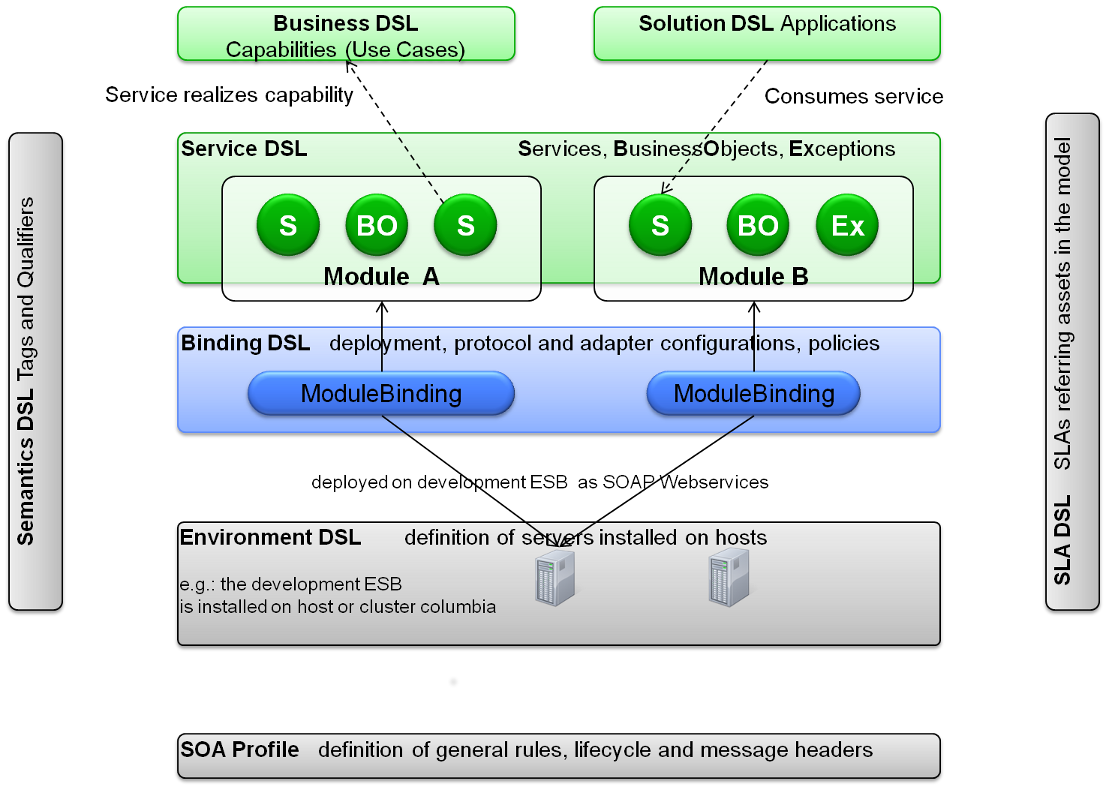 Business DSL
Capabilities (Use Cases)
Solution DSL Applications
Service realizes capability
Consumes service
Service DSL
Services, BusinessObjects, Exceptions
S
BO
S
Module A
S
BO
Ex
Module B
Binding DSL deployment, protocol and adapter configurations, policies
ModuleBinding
ModuleBinding
deployed on development ESB as SOAP Webservices
Environment DSL definition of servers installed on hosts
e.g.: the development ESB
is installed on host or cluster columbia
SOA Profile definition of general rules, lifecycle and message headers
Semantics DSL Tags and Qualifiers
SLA DSL SLAs referring assets in the model